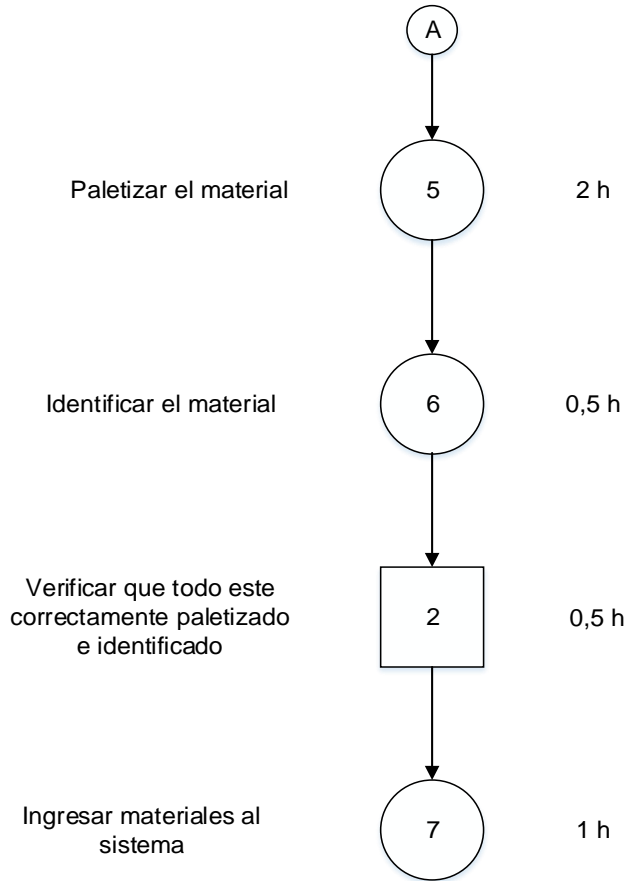 A
Paletizar el material
5
2 h
Identificar el material
6
0,5 h
Verificar que todo este
correctamente paletizado
e identificado
2
0,5 h
Ingresar materiales al
sistema
7
1 h